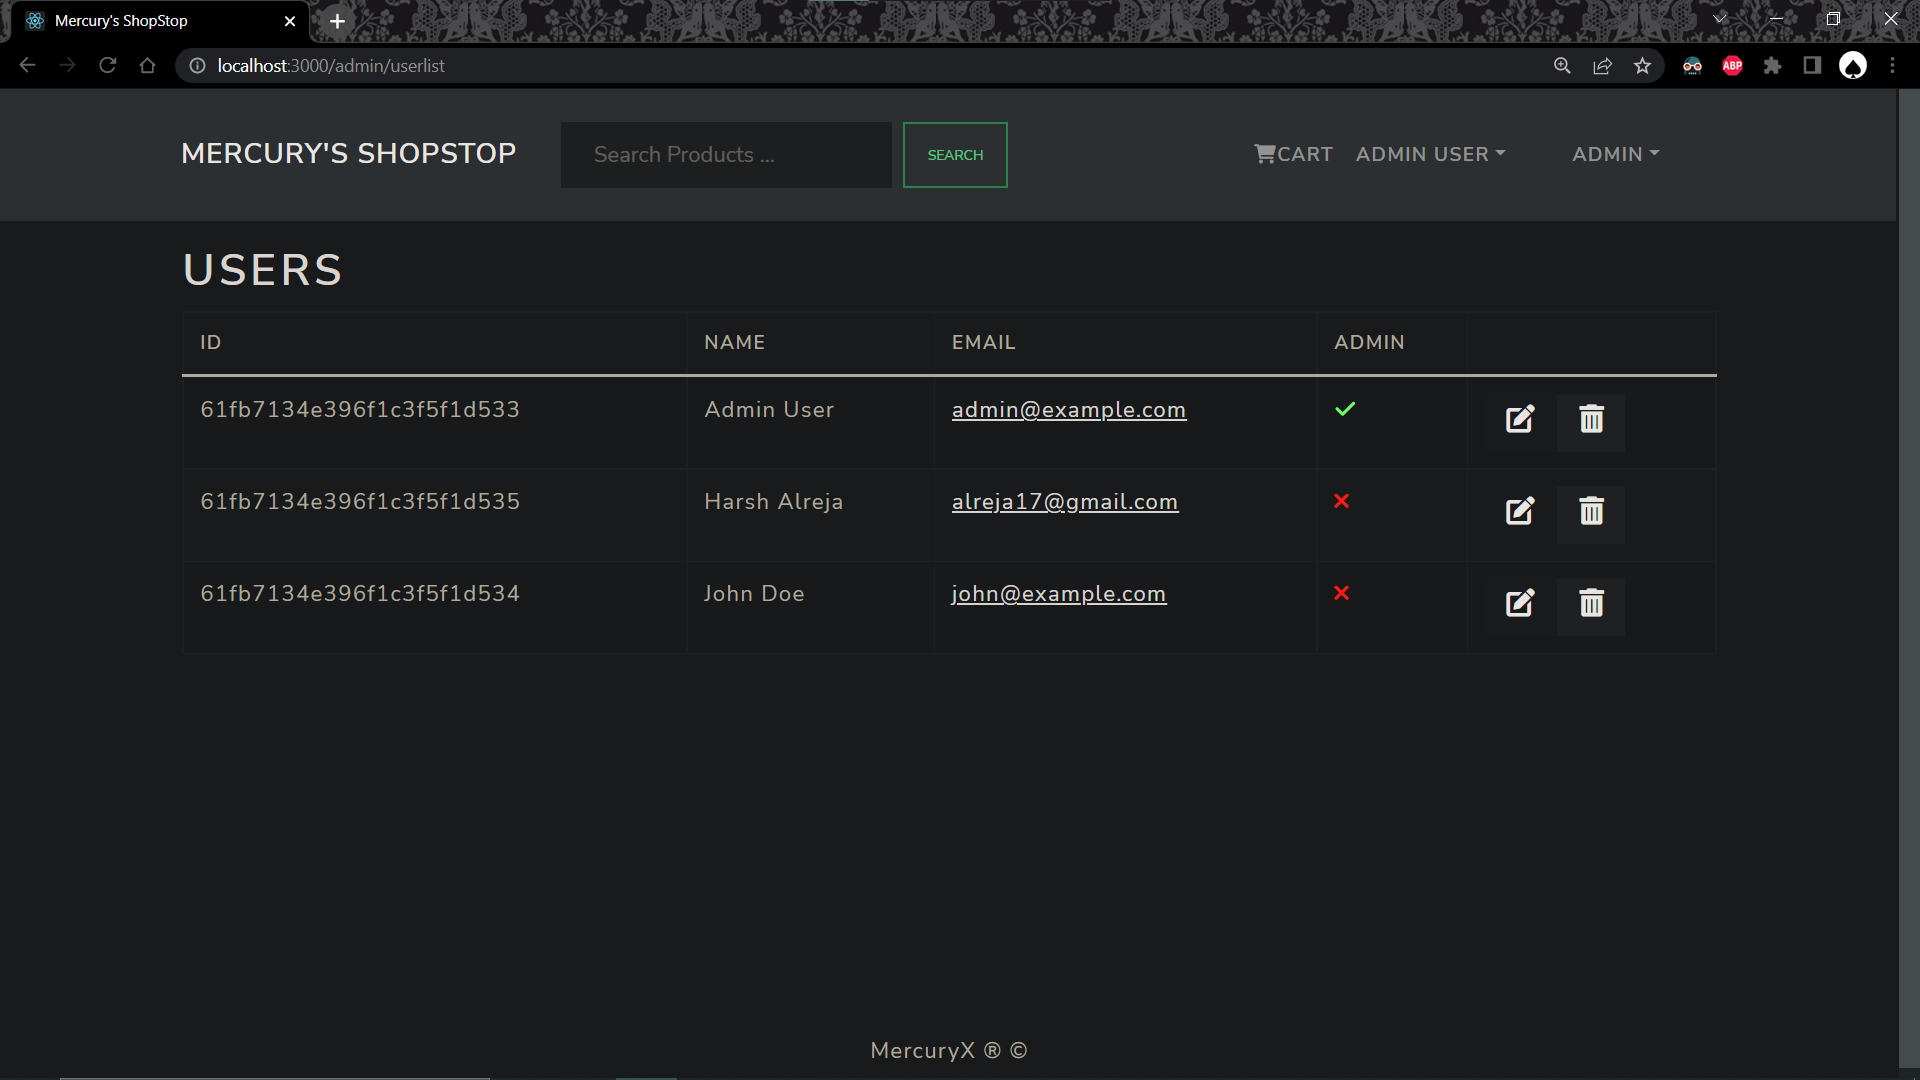 Mercury's ShopStop
localhost:3000/admin/userlist
ABP
MERCURY'S SHOPSTOP
Search Products ...
SEARCH
CART
ADMIN USER
ADMIN
USERS
ID NAME EMAIL ADMIN
61fb7134e396f1c3f5f1d533 Admin User admin@example.com
61fb7134e396f1c3f5f1d535 Harsh Alreja alreja17@gmail.com
61fb7134e396f1c3f5f1d534 John Doe john@example.com
MercuryX ® ©